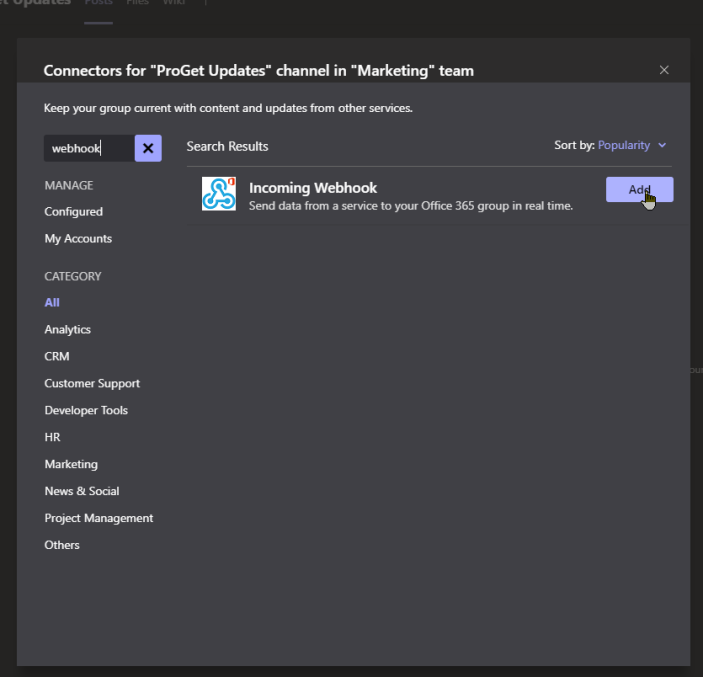 et Updates Posts Files Wiki
Connectors for "ProGet Updates" channel in "Marketing" team
Keep your group current with content and updates from other services.
webhook
Search Results
Sort by: Popularity
MANAGE
Configured
My Accounts
CATEGORY
All
Analytics
CRM
Customer Support
Developer Tools
HR
Marketing
News & Social
Project Management
Others
Incoming Webhook
Send data from a service to your Office 365 group in real time.
Add